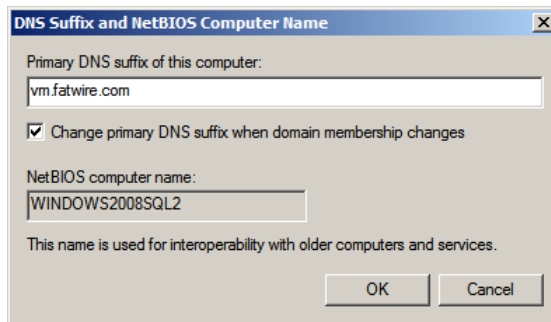 DNS Suffix and NetBIOS Computer Name
Primary DNS suffix of this computer:
vm.fatwire.com
Change primary DNS suffix when domain membership changes
NetBIOS computer name:
WINDOWS2008SQL2
This name is used for interoperability with older computers and services.
OK Cancel